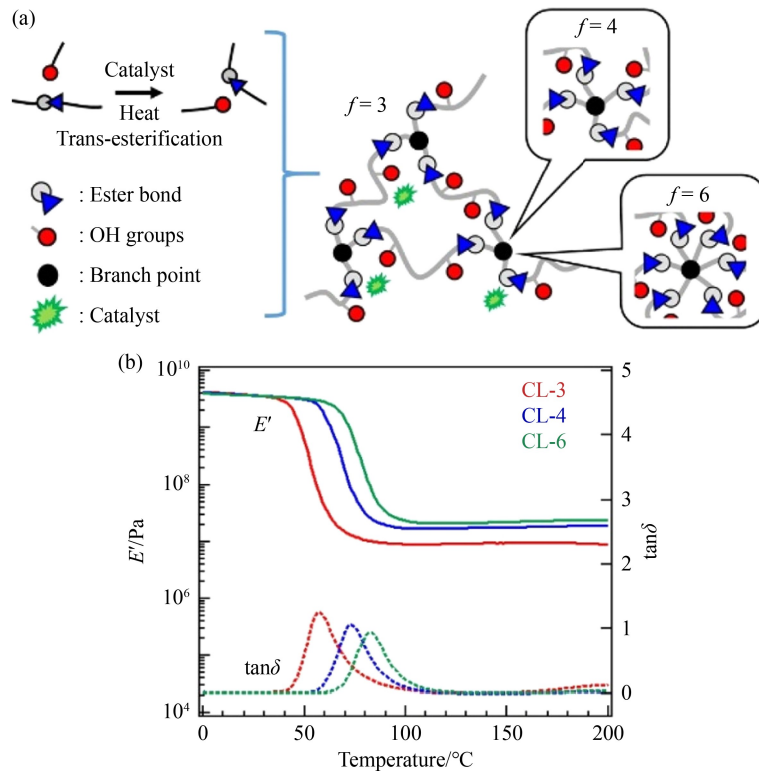 (a)
Catalyst
Heat
Trans-esterification
: Ester bond
: OH groups
: Branch point
: Catalyst
f = 3
f = 4
f = 6
(b)
10¹⁰
10⁸
10⁶
10⁴
E′/Pa
E′
tanδ
CL-3
CL-4
CL-6
5
4
3
2
1
0
tanδ
0
50
100
150
200
Temperature/°C